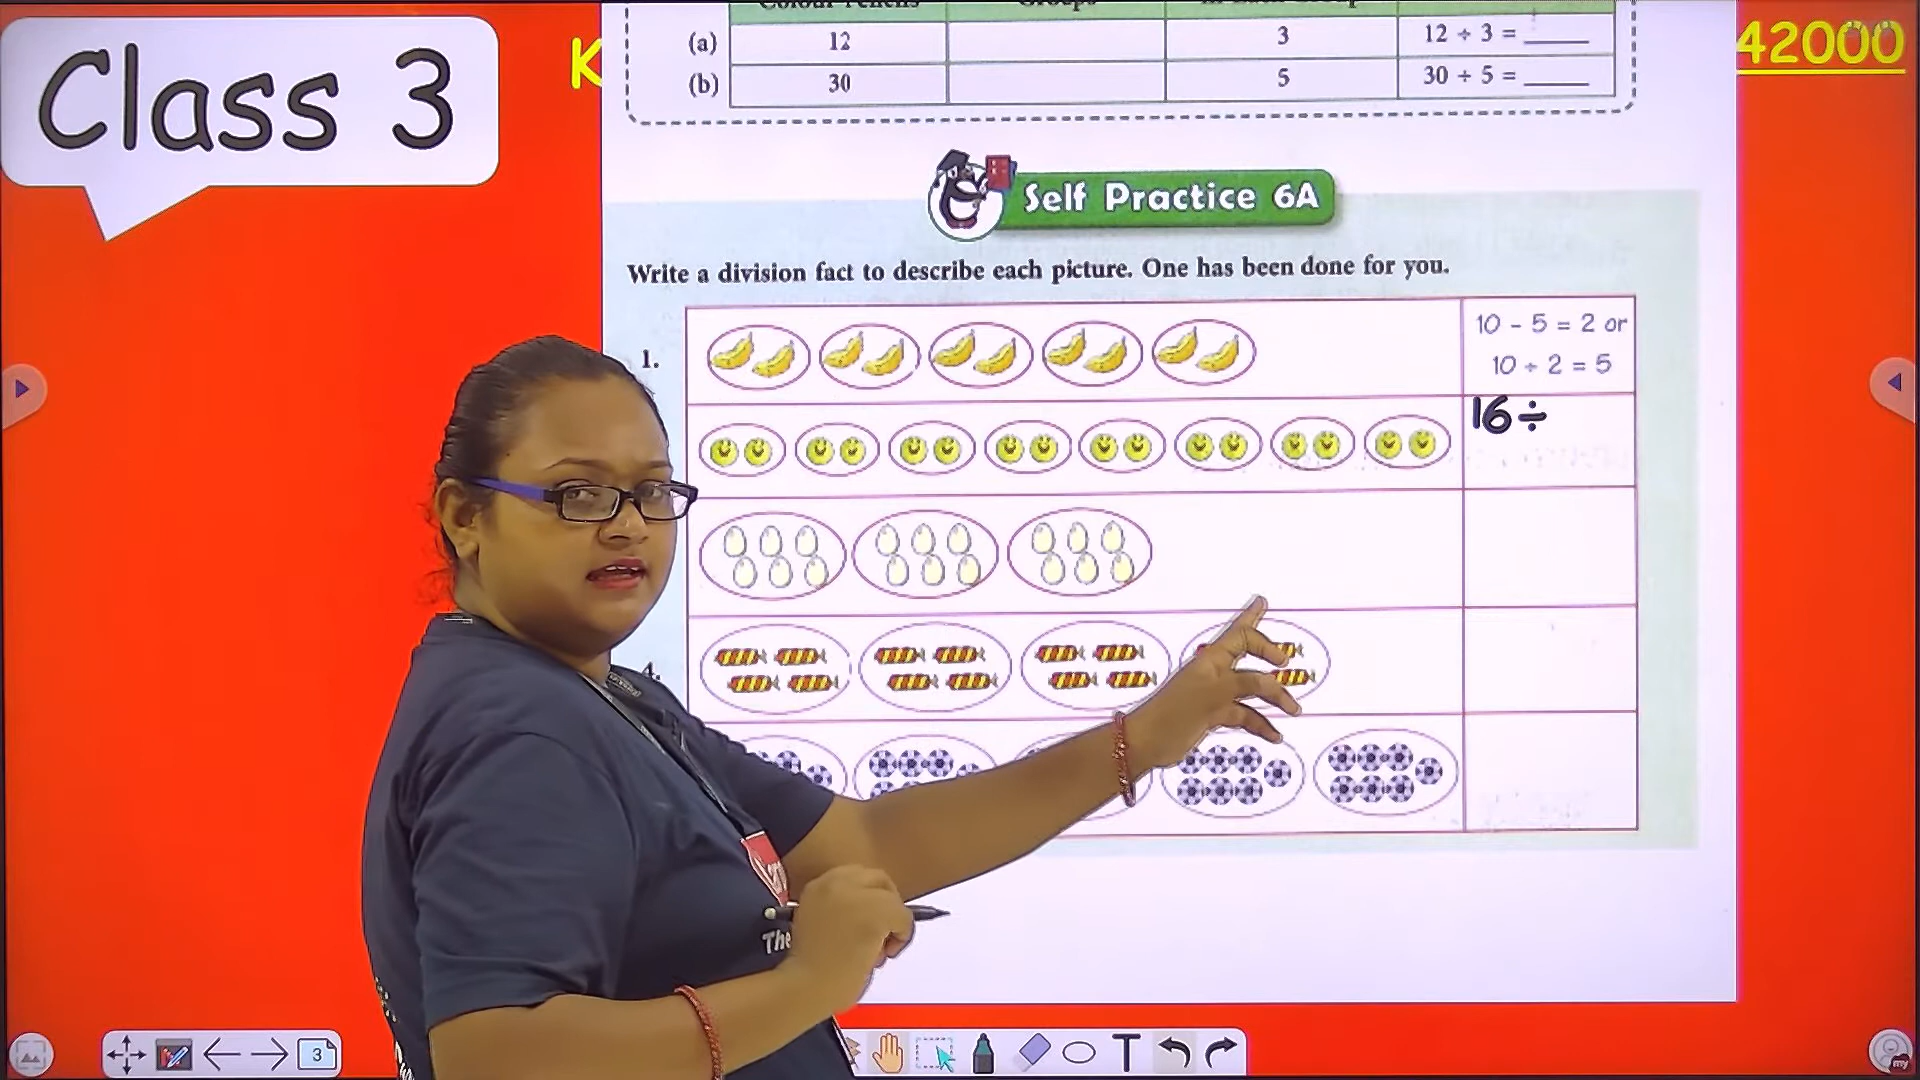 Class 3
K
42000
(a) 12 3 12 ÷ 3 = ____
(b) 30 5 30 ÷ 5 = ____
Self Practice 6A
Write a division fact to describe each picture. One has been done for you.
1.
10 - 5 = 2 or
10 ÷ 2 = 5
16 ÷
4.
The
3
T
my